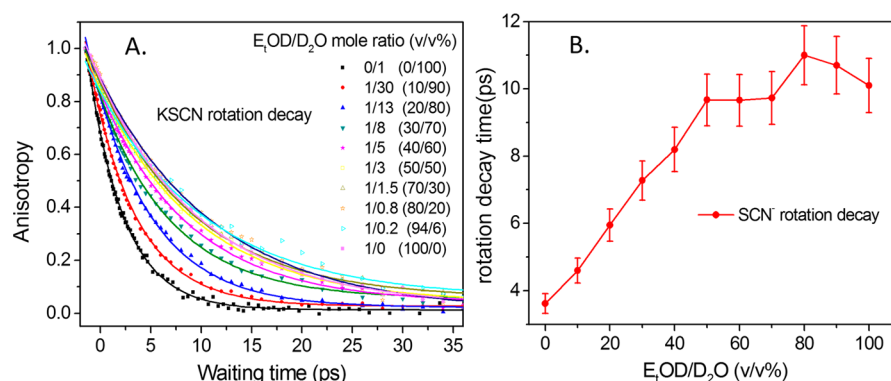 A.
EₜOD/D₂O mole ratio (v/v%)
0/1 (0/100)
1/30 (10/90)
1/13 (20/80)
1/8 (30/70)
1/5 (40/60)
1/3 (50/50)
1/1.5 (70/30)
1/0.8 (80/20)
1/0.2 (94/6)
1/0 (100/0)
KSCN rotation decay
Anisotropy
1.0
0.8
0.6
0.4
0.2
0.0
0 5 10 15 20 25 30 35
Waiting time (ps)
B.
rotation decay time(ps)
12
10
8
6
4
SCN⁻ rotation decay
0 20 40 60 80 100
EₜOD/D₂O (v/v%)